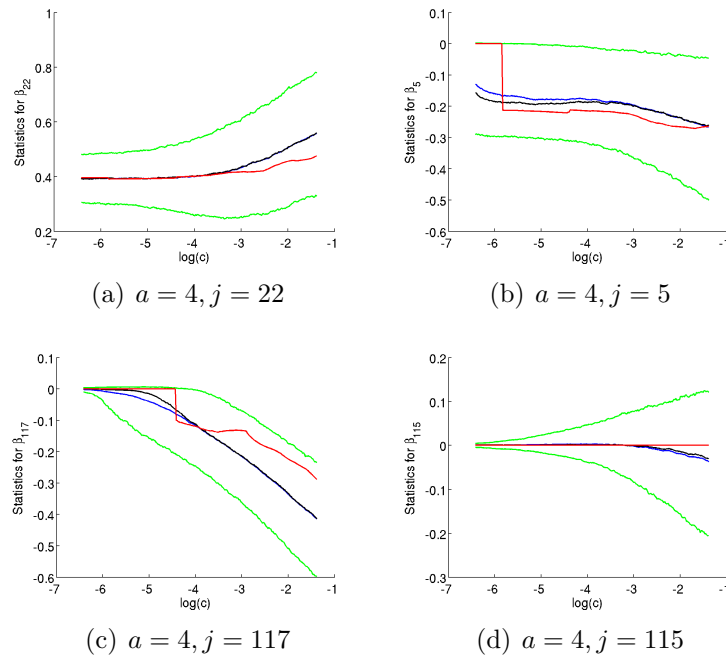 1
0.8
0.6
0.4
0.2
-7 -6 -5 -4 -3 -2 -1
log(c)
Statistics for β22
(a) a = 4, j = 22
0.1
0
-0.1
-0.2
-0.3
-0.4
-0.5
-0.6
-7 -6 -5 -4 -3 -2 -1
log(c)
Statistics for β5
(b) a = 4, j = 5
0.1
0
-0.1
-0.2
-0.3
-0.4
-0.5
-0.6
-7 -6 -5 -4 -3 -2 -1
log(c)
Statistics for β117
(c) a = 4, j = 117
0.2
0.1
0
-0.1
-0.2
-0.3
-7 -6 -5 -4 -3 -2 -1
log(c)
Statistics for β115
(d) a = 4, j = 115